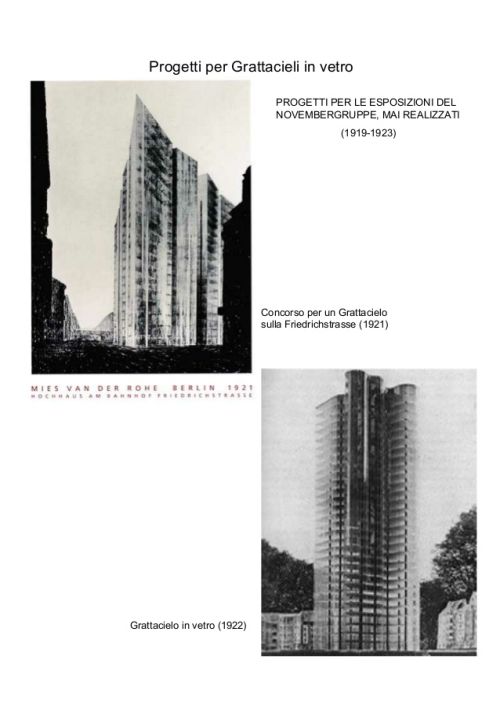 Progetti per Grattacieli in vetro
PROGETTI PER LE ESPOSIZIONI DEL
NOVEMBERGRUPPE, MAI REALIZZATI
(1919-1923)
Concorso per un Grattacielo
sulla Friedrichstrasse (1921)
MIES VAN DER ROHE BERLIN 1921
HOCHHAUS AM BAHNHOF FRIEDRICHSTRASSE
Grattacielo in vetro (1922)